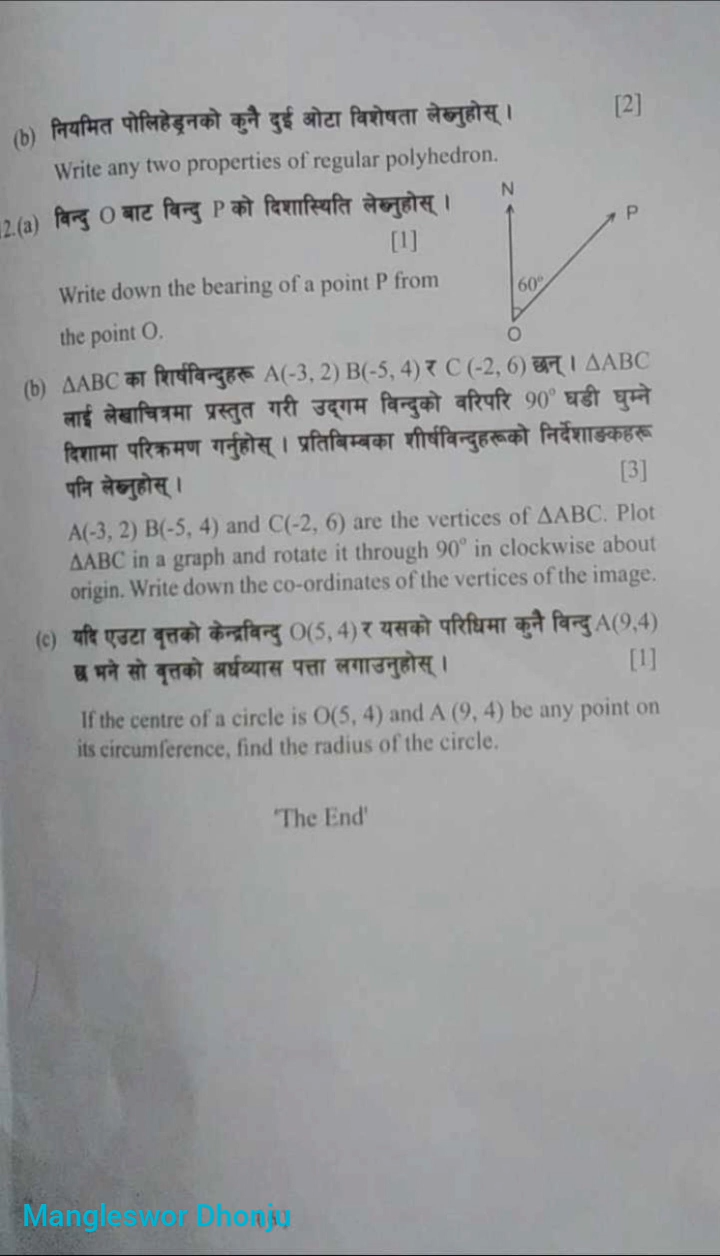 (b) नियमित पोलिहेड्रनको कुनै दुई ओटा विशेषता लेख्नुहोस् । [2]
Write any two properties of regular polyhedron.
2.(a) विन्दु O बाट विन्दु P को दिशास्थिति लेख्नुहोस् ।
[1]
Write down the bearing of a point P from
the point O.
N
P
60°
O
(b) ΔABC का शिर्षविन्दुहरू A(-3, 2) B(-5, 4) र C (-2, 6) छन् । ΔABC
लाई लेखाचित्रमा प्रस्तुत गरी उद्गम विन्दुको वरिपरि 90° घडी घुम्ने
दिशामा परिक्रमण गर्नुहोस् । प्रतिबिम्बका शीर्षविन्दुहरूको निर्देशाङ्कहरू
पनि लेख्नुहोस् । [3]
A(-3, 2) B(-5, 4) and C(-2, 6) are the vertices of ΔABC. Plot
ΔABC in a graph and rotate it through 90° in clockwise about
origin. Write down the co-ordinates of the vertices of the image.
(c) यदि एउटा वृत्तको केन्द्रविन्दु O(5, 4) र यसको परिधिमा कुनै विन्दु A(9,4)
छ भने सो वृत्तको अर्धव्यास पत्ता लगाउनुहोस् । [1]
If the centre of a circle is O(5, 4) and A (9, 4) be any point on
its circumference, find the radius of the circle.
'The End'
Mangleswor Dhonju